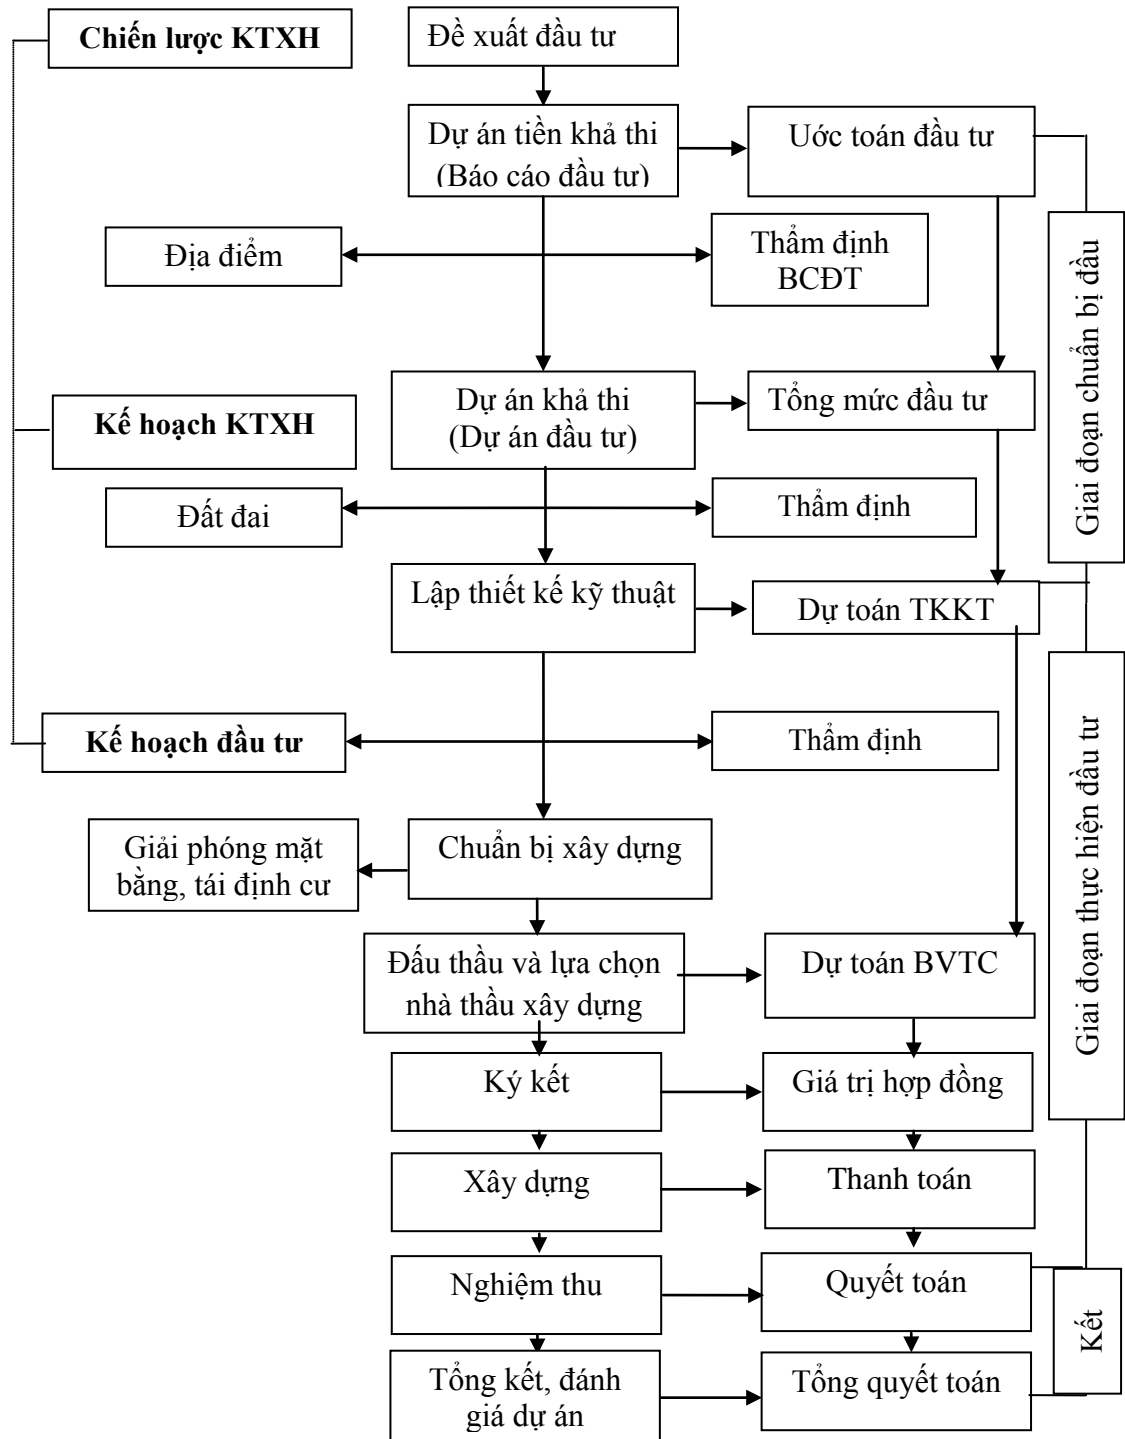 Chiến lược KTXH
Đề xuất đầu tư
Dự án tiền khả thi
(Báo cáo đầu tư)
Uớc toán đầu tư
Địa điểm
Thẩm định
BCĐT
Giai đoạn chuẩn bị đầu
Kế hoạch KTXH
Dự án khả thi
(Dự án đầu tư)
Tổng mức đầu tư
Đất đai
Thẩm định
Lập thiết kế kỹ thuật
Dự toán TKKT
Kế hoạch đầu tư
Thẩm định
Giai đoạn thực hiện đầu tư
Giải phóng mặt
bằng, tái định cư
Chuẩn bị xây dựng
Đấu thầu và lựa chọn
nhà thầu xây dựng
Dự toán BVTC
Ký kết
Giá trị hợp đồng
Xây dựng
Thanh toán
Nghiệm thu
Quyết toán
Kết
Tổng kết, đánh
giá dự án
Tổng quyết toán